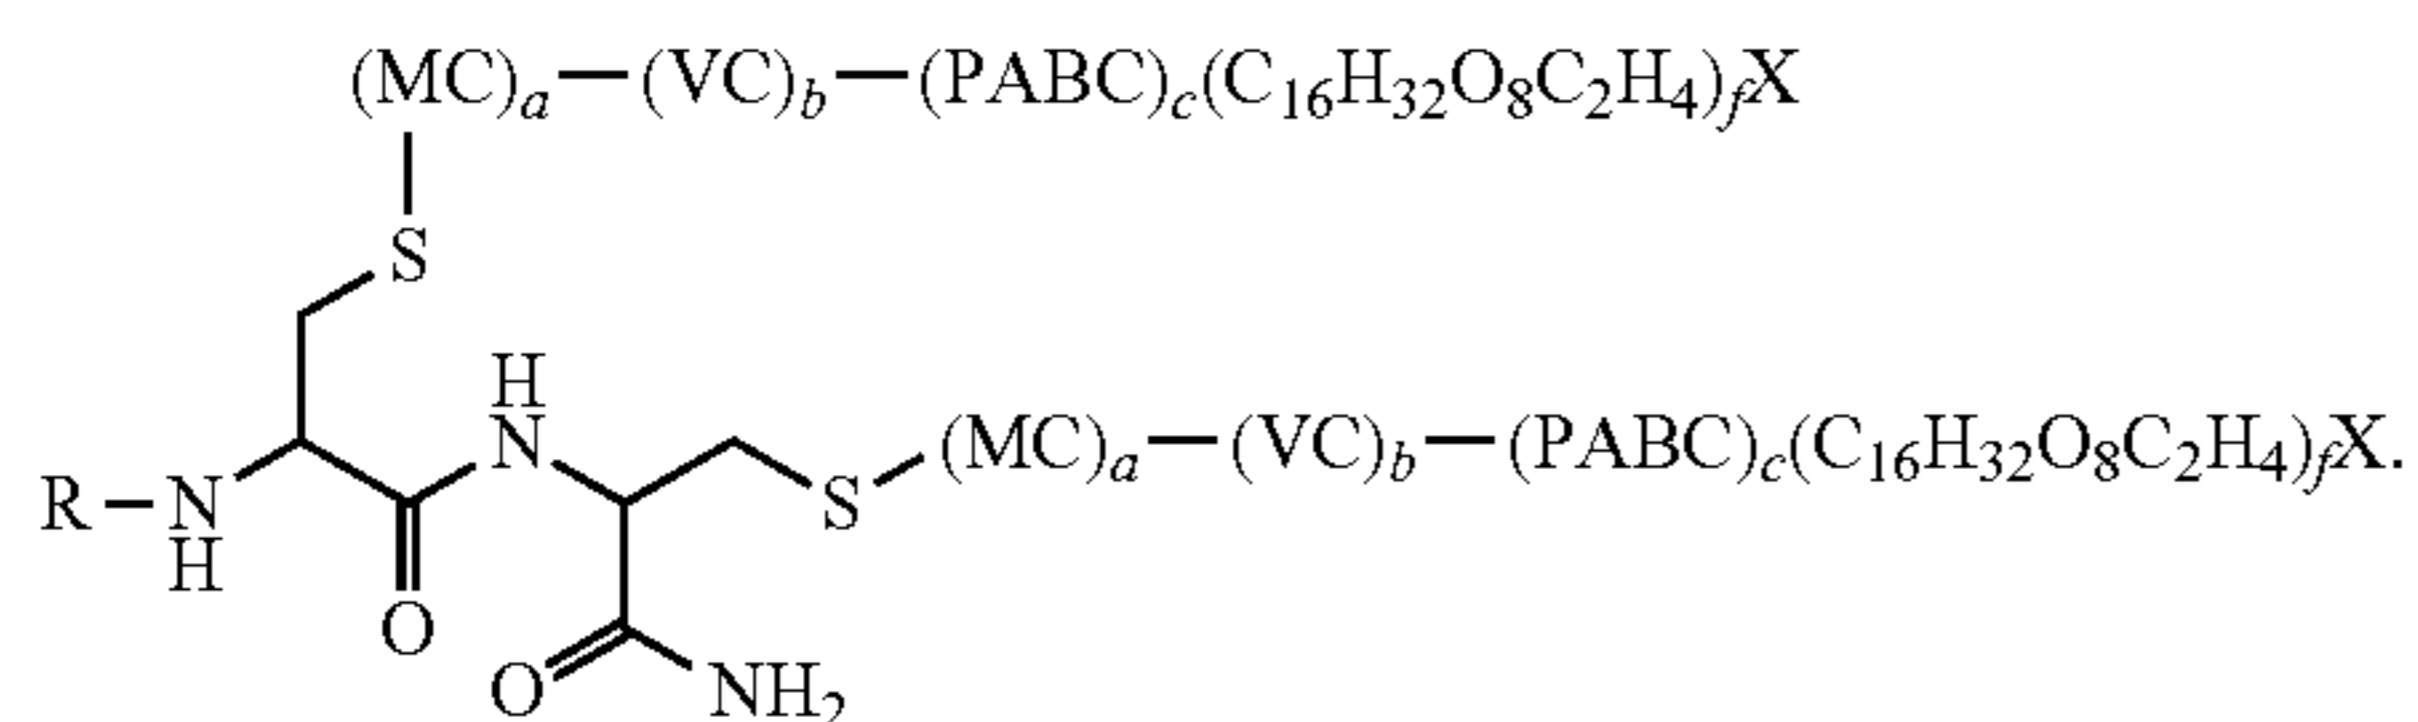 (MC)a—(VC)b—(PABC)c(C16H32O8C2H4)fX
S
H
N
S
(MC)a—(VC)b—(PABC)c(C16H32O8C2H4)fX.
R—N
H
O
O
NH2